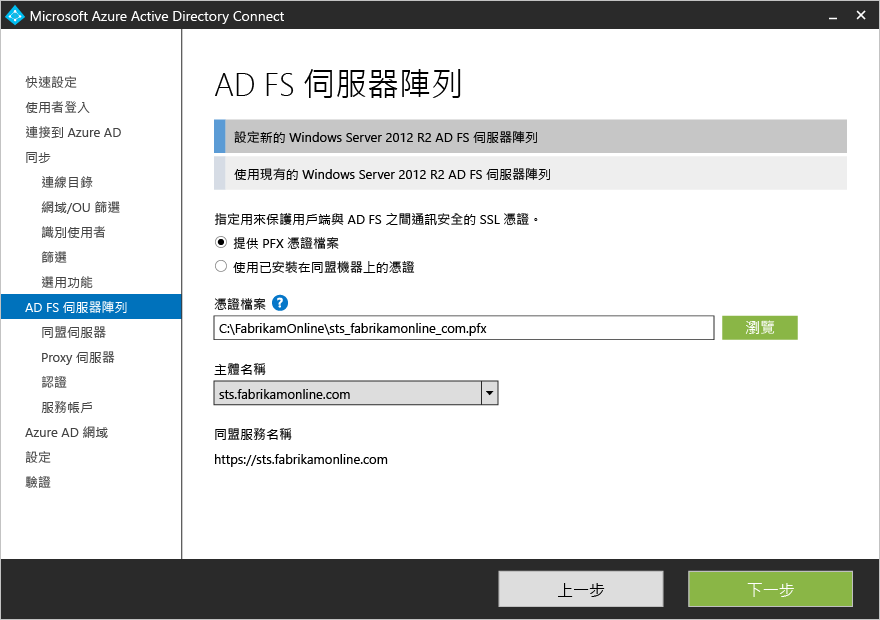 Microsoft Azure Active Directory Connect
快速設定
使用者登入
連接到 Azure AD
同步
連線目錄
網域/OU 篩選
識別使用者
篩選
選用功能
AD FS 伺服器陣列
同盟伺服器
Proxy 伺服器
認證
服務帳戶
Azure AD 網域
設定
驗證
AD FS 伺服器陣列
設定新的 Windows Server 2012 R2 AD FS 伺服器陣列
使用現有的 Windows Server 2012 R2 AD FS 伺服器陣列
指定用來保護用戶端與 AD FS 之間通訊安全的 SSL 憑證。
提供 PFX 憑證檔案
使用已安裝在同盟機器上的憑證
憑證檔案 ?
C:\FabrikamOnline\sts_fabrikamonline_com.pfx
瀏覽
主體名稱
sts.fabrikamonline.com
同盟服務名稱
https://sts.fabrikamonline.com
上一步
下一步